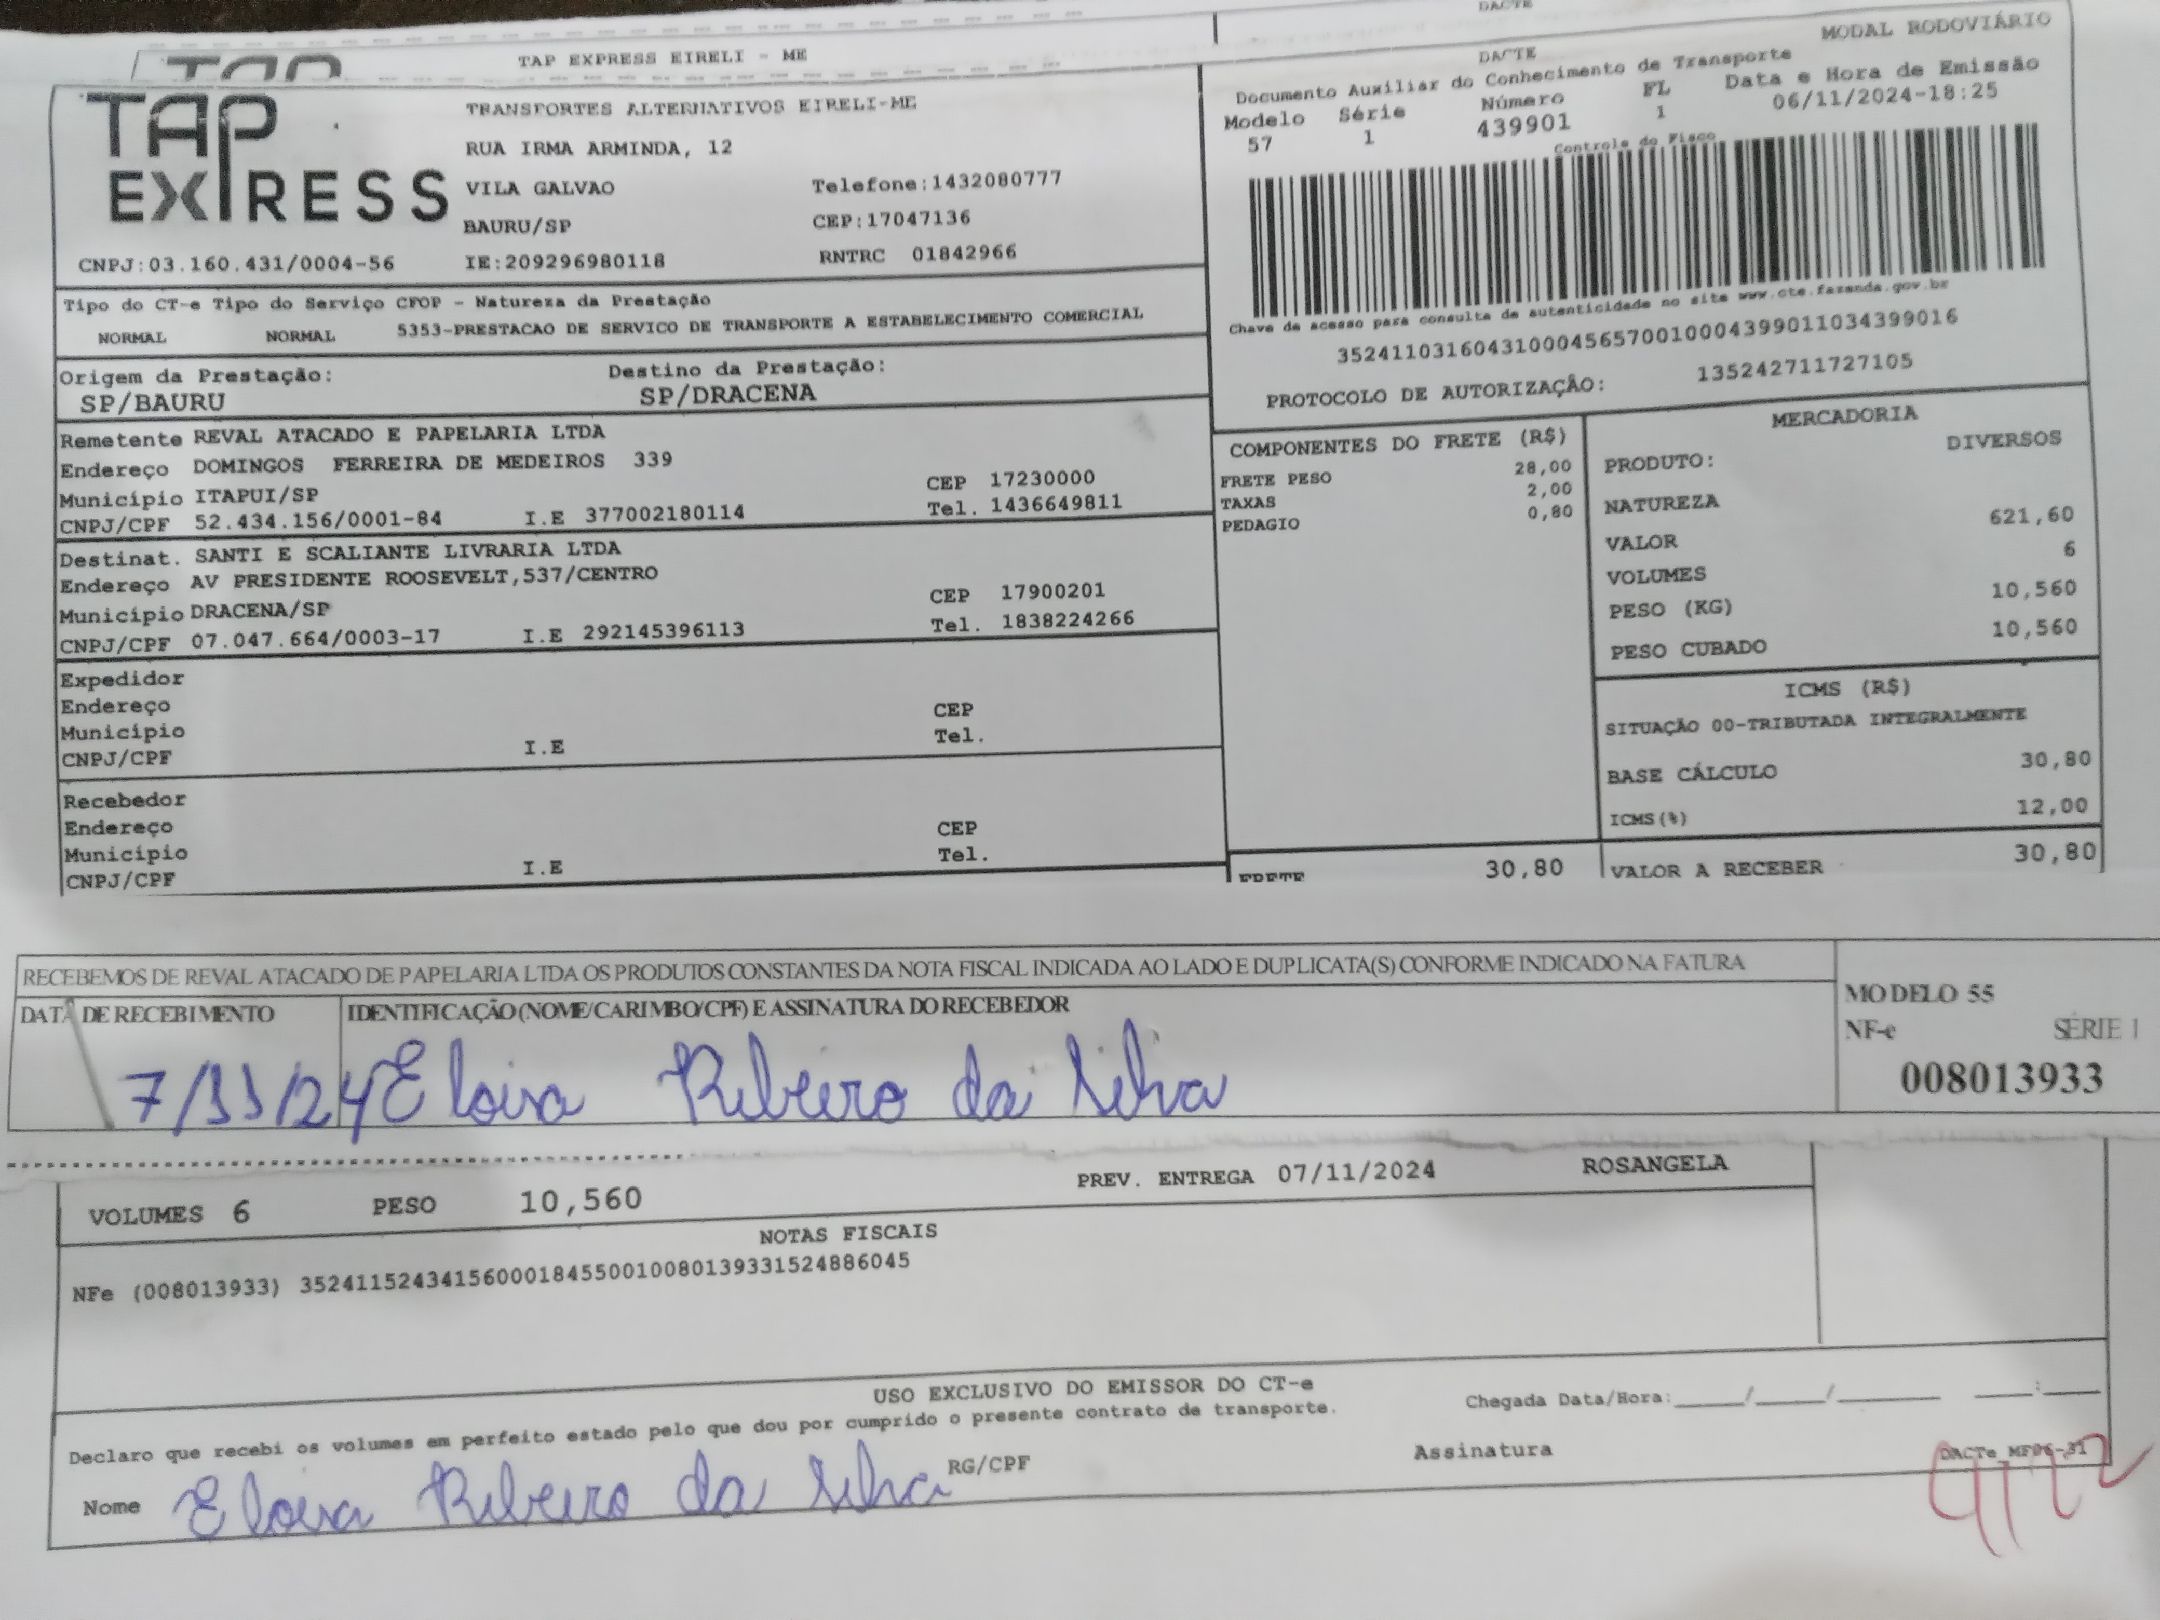 DACTE
TAP EXPRESS EIRELI - ME
TAP EXPRESS
TRANSPORTES ALTERNATIVOS EIRELI-ME
RUA IRMA ARMINDA, 12
VILA GALVAO Telefone:1432080777
BAURU/SP CEP:17047136
CNPJ:03.160.431/0004-56 IE:209296980118 RNTRC 01842966
DACTE MODAL RODOVIÁRIO
Documento Auxiliar do Conhecimento de Transporte
Modelo Série Número FL Data e Hora de Emissão
57 1 439901 1 06/11/2024-18:25
Controle do Fisco
Chave de acesso para consulta de autenticidade no site www.cte.fazenda.gov.br
35241103160431000456570010004399011034399016
PROTOCOLO DE AUTORIZAÇÃO: 135242711727105
Tipo do CT-e Tipo do Serviço CFOP - Natureza da Prestação
NORMAL NORMAL 5353-PRESTACAO DE SERVICO DE TRANSPORTE A ESTABELECIMENTO COMERCIAL
Origem da Prestação: Destino da Prestação:
SP/BAURU SP/DRACENA
Remetente REVAL ATACADO E PAPELARIA LTDA
Endereço DOMINGOS FERREIRA DE MEDEIROS 339
Município ITAPUI/SP CEP 17230000
CNPJ/CPF 52.434.156/0001-84 I.E 377002180114 Tel. 1436649811
Destinat. SANTI E SCALIANTE LIVRARIA LTDA
Endereço AV PRESIDENTE ROOSEVELT,537/CENTRO
Município DRACENA/SP CEP 17900201
CNPJ/CPF 07.047.664/0003-17 I.E 292145396113 Tel. 1838224266
Expedidor
Endereço
Município CEP
CNPJ/CPF I.E Tel.
Recebedor
Endereço
Município CEP
CNPJ/CPF I.E Tel.
COMPONENTES DO FRETE (R$)
FRETE PESO 28,00
TAXAS 2,00
PEDAGIO 0,80
FRETE 30,80
MERCADORIA
PRODUTO: DIVERSOS
NATUREZA
VALOR 621,60
VOLUMES 6
PESO (KG) 10,560
PESO CUBADO 10,560
ICMS (R$)
SITUAÇÃO 00-TRIBUTADA INTEGRALMENTE
BASE CÁLCULO 30,80
ICMS(%) 12,00
VALOR A RECEBER 30,80
RECEBEMOS DE REVAL ATACADO DE PAPELARIA LTDA OS PRODUTOS CONSTANTES DA NOTA FISCAL INDICADA AO LADO E DUPLICATA(S) CONFORME INDICADO NA FATURA
DATA DE RECEBIMENTO IDENTIFICAÇÃO (NOME/CARIMBO/CPF) E ASSINATURA DO RECEBEDOR
7/11/24 Eloisa Ribeiro da Silva
MODELO 55
NF-e SÉRIE 1
008013933
VOLUMES 6 PESO 10,560 PREV. ENTREGA 07/11/2024 ROSANGELA
NOTAS FISCAIS
NFe (008013933) 35241152434156000184550010080139331524886045
USO EXCLUSIVO DO EMISSOR DO CT-e
Declaro que recebi os volumes em perfeito estado pelo que dou por cumprido o presente contrato de transporte.
Chegada Data/Hora:____/____/______ ____:____
Nome Eloisa Ribeiro da Silva RG/CPF Assinatura